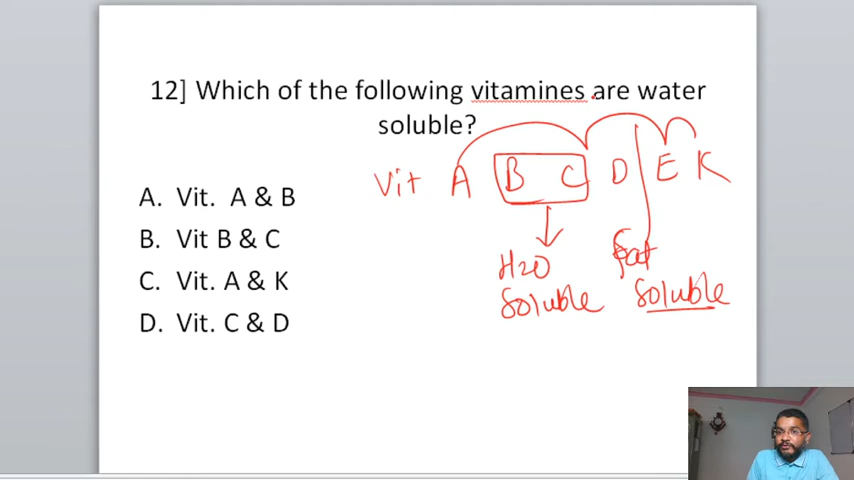 12] Which of the following vitamines are water
soluble?
Vit A B C D E K
A. Vit. A & B
B. Vit B & C
C. Vit. A & K
D. Vit. C & D
H2O
Soluble
fat
Soluble